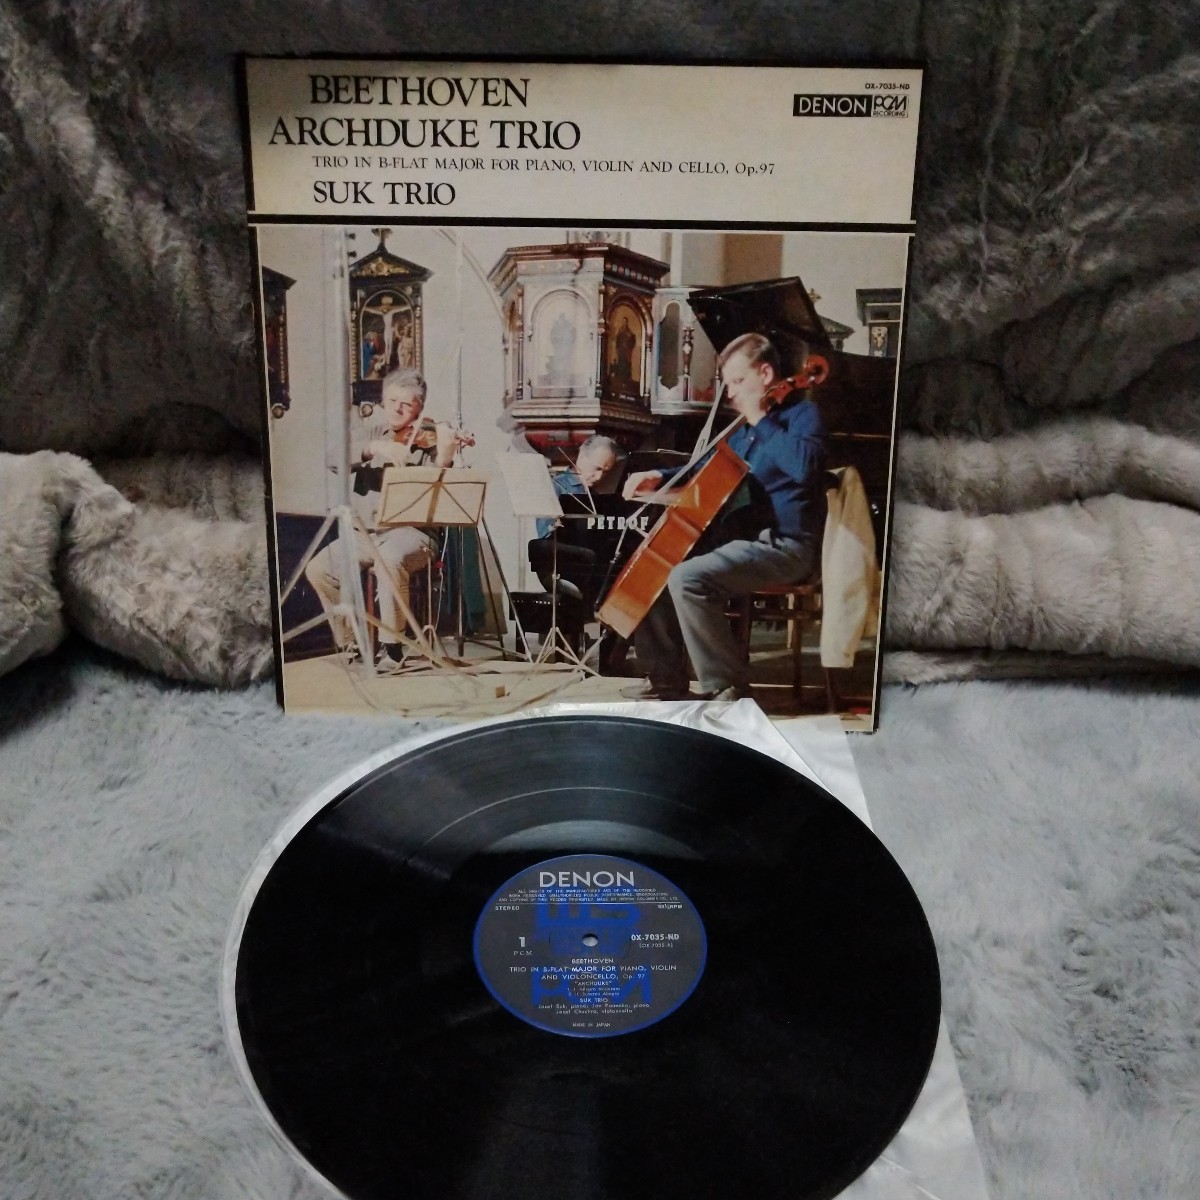 BEETHOVEN
ARCHDUKE TRIO
TRIO IN B-FLAT MAJOR FOR PIANO, VIOLIN AND CELLO, Op.97
SUK TRIO
OX-7035-ND
DENON PCM RECORDING
PETROF
DENON
STEREO
1
PCM
OX-7035-ND
BEETHOVEN
TRIO IN B-FLAT MAJOR FOR PIANO, VIOLIN
AND VIOLONCELLO, Op. 97
"ARCHDUKE"
SUK TRIO
MADE IN JAPAN